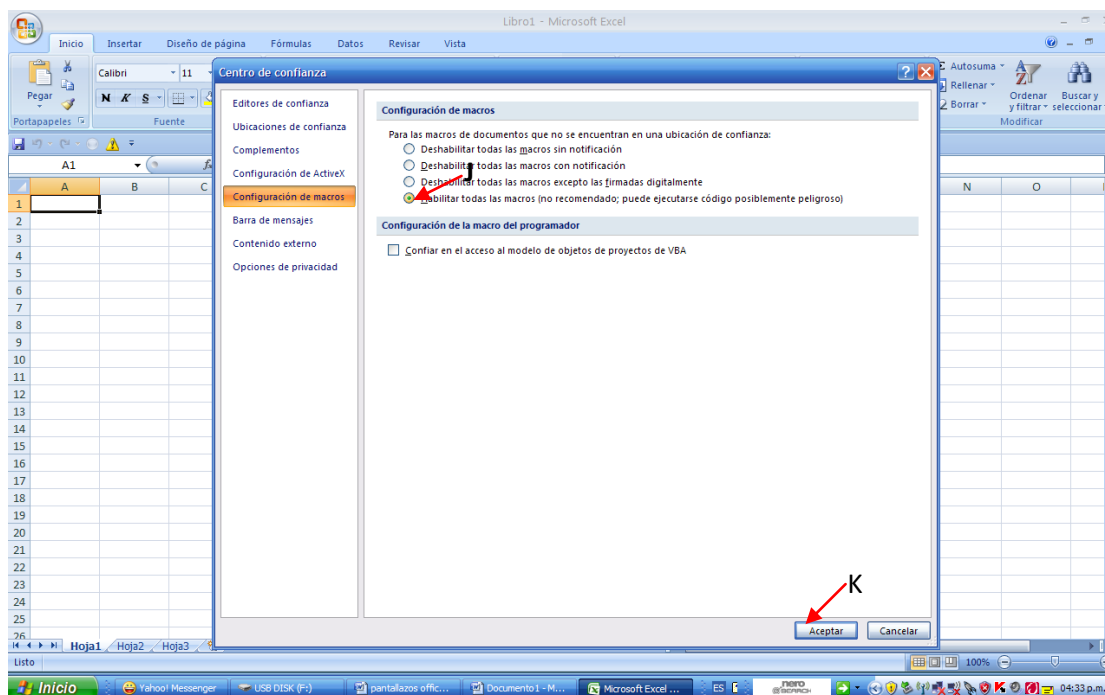 Libro1 - Microsoft Excel
Inicio Insertar Diseño de página Fórmulas Datos Revisar Vista
Pegar
Portapapeles
Calibri 11
N K S
Fuente
Autosuma
Rellenar
Borrar
Ordenar y filtrar
Buscar y seleccionar
Modificar
A1
A B C N O
1
2
3
4
5
6
7
8
9
10
11
12
13
14
15
16
17
18
19
20
21
22
23
24
25
26
Centro de confianza
Editores de confianza
Ubicaciones de confianza
Complementos
Configuración de ActiveX
Configuración de macros
Barra de mensajes
Contenido externo
Opciones de privacidad
Configuración de macros
Para las macros de documentos que no se encuentran en una ubicación de confianza:
Deshabilitar todas las macros sin notificación
Deshabilitar todas las macros con notificación
J
Deshabilitar todas las macros excepto las firmadas digitalmente
Habilitar todas las macros (no recomendado; puede ejecutarse código posiblemente peligroso)
Configuración de la macro del programador
Confiar en el acceso al modelo de objetos de proyectos de VBA
K
Aceptar Cancelar
Hoja1 Hoja2 Hoja3
Listo 100%
Inicio Yahoo! Messenger USB DISK (F:) pantallazos offic... Documento1 - M... Microsoft Excel ... ES nero SEARCH 04:33 p.m.